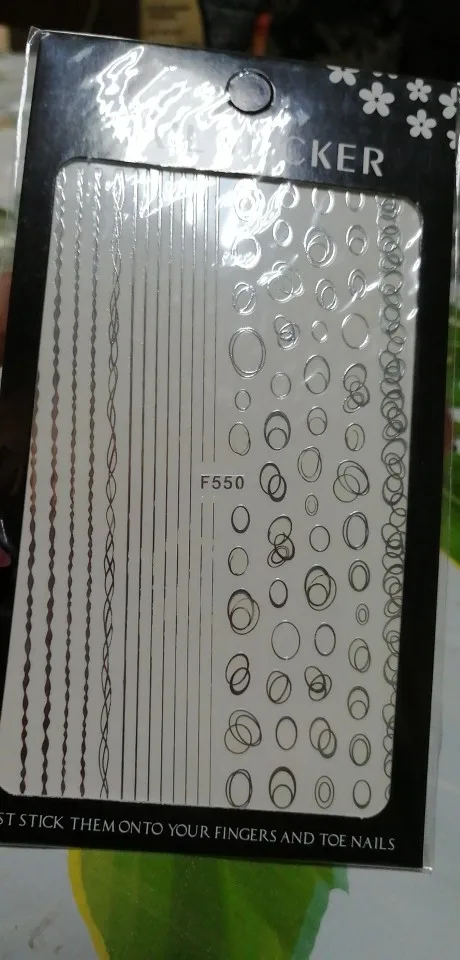 CKER
F550
ST STICK THEM ONTO YOUR FINGERS AND TOE NAILS